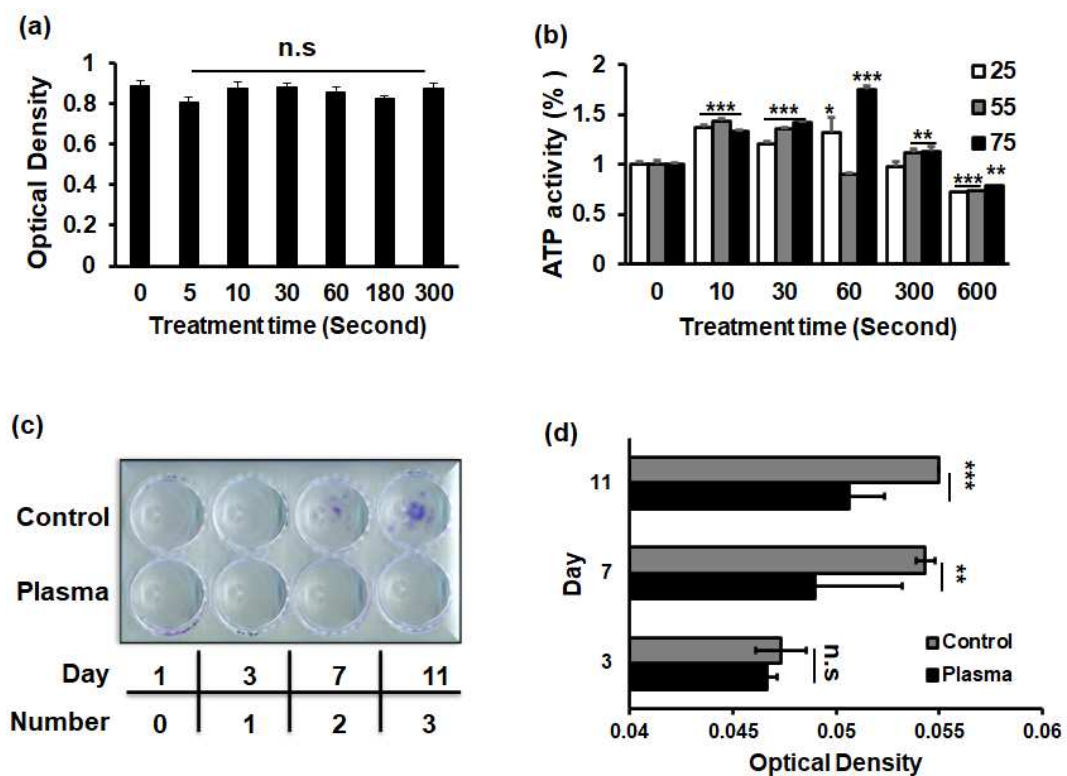 (a)
n.s
1
0.8
0.6
0.4
0.2
0
Optical Density
0 5 10 30 60 180 300
Treatment time (Second)
(b)
2
1.5
1
0.5
0
ATP activity (% )
*** *** * *** ** *** **
25
55
75
0 10 30 60 300 600
Treatment time (Second)
(c)
Control
Plasma
Day 1 3 7 11
Number 0 1 2 3
(d)
Day
11
7
3
***
**
n.s
Control
Plasma
0.04 0.045 0.05 0.055 0.06
Optical Density